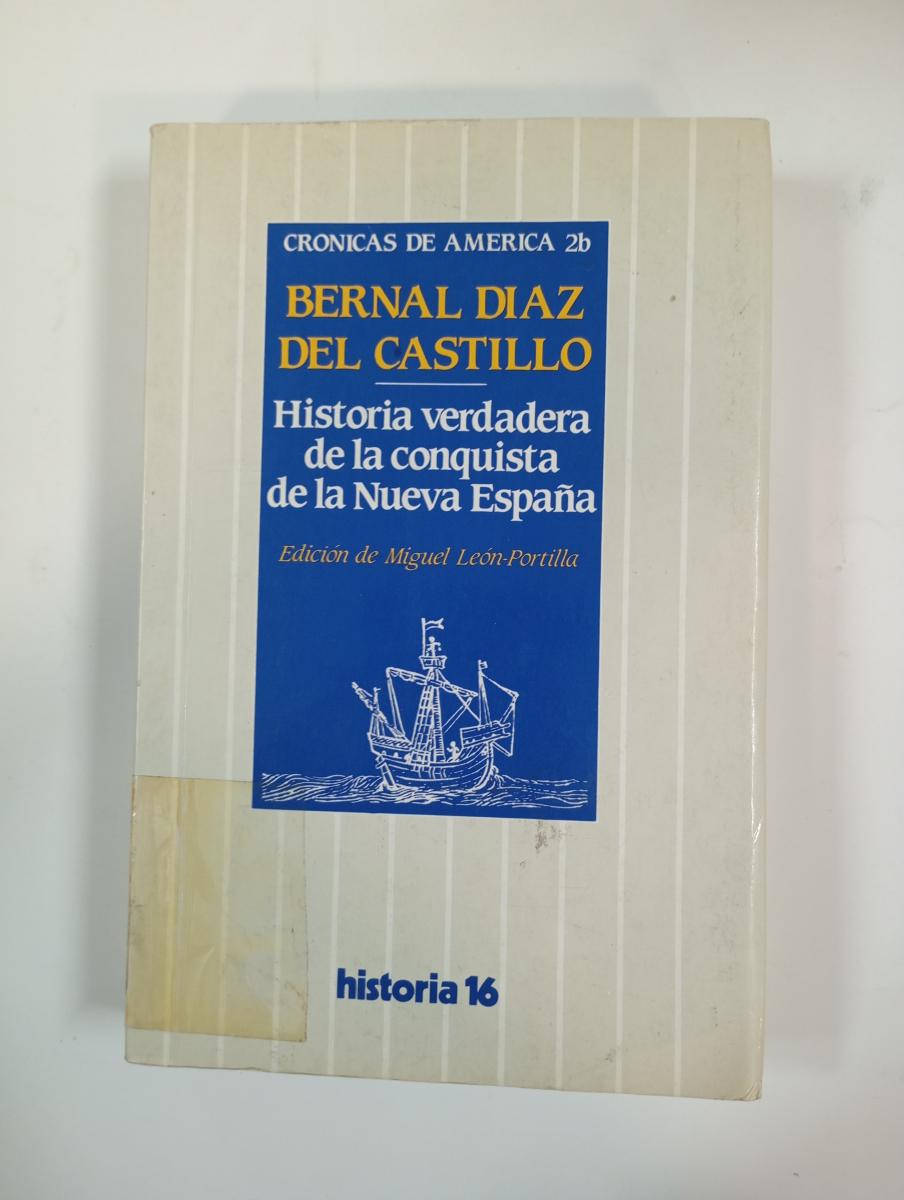 CRONICAS DE AMERICA 2b
BERNAL DIAZ
DEL CASTILLO
Historia verdadera
de la conquista
de la Nueva España
Edición de Miguel León-Portilla
historia 16